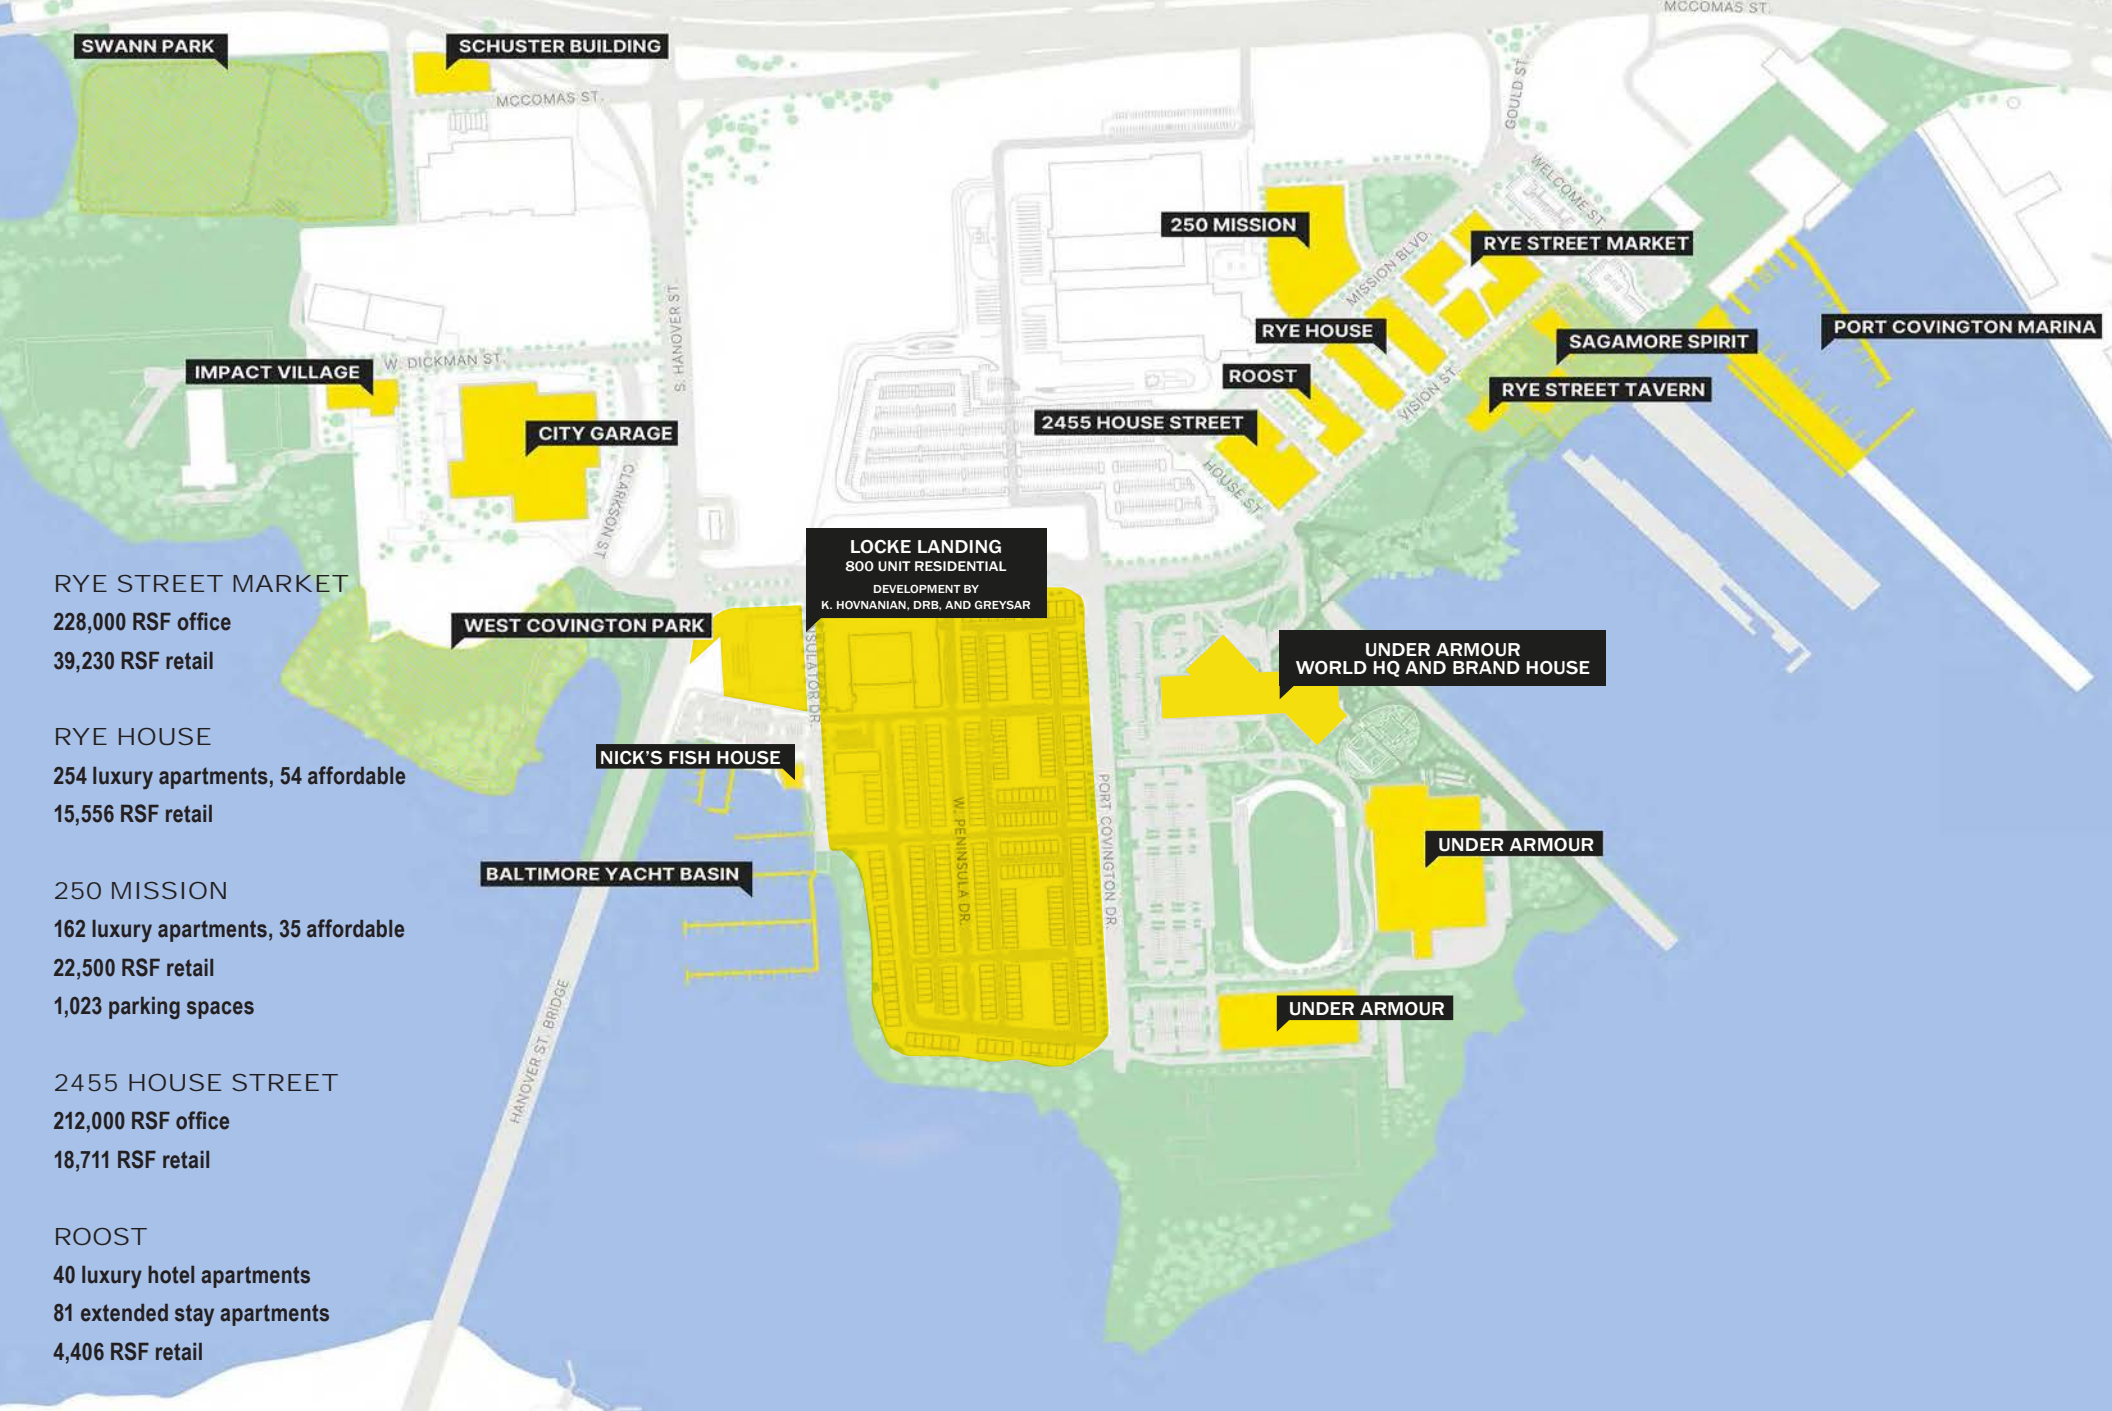 MCCOMAS ST.
SWANN PARK
SCHUSTER BUILDING
MCCOMAS ST.
GOULD ST.
WELCOME ST.
250 MISSION
MISSION BLVD.
RYE STREET MARKET
S. HANOVER ST.
RYE HOUSE
SAGAMORE SPIRIT
PORT COVINGTON MARINA
W. DICKMAN ST.
IMPACT VILLAGE
ROOST
VISION ST.
RYE STREET TAVERN
2455 HOUSE STREET
CITY GARAGE
HOUSE ST.
CLARKSON ST.
LOCKE LANDING
800 UNIT RESIDENTIAL
DEVELOPMENT BY
K. HOVNANIAN, DRB, AND GREYSAR
WEST COVINGTON PARK
UNDER ARMOUR
WORLD HQ AND BRAND HOUSE
SULATOR DR.
NICK'S FISH HOUSE
W. PENINSULA DR.
PORT COVINGTON DR.
UNDER ARMOUR
BALTIMORE YACHT BASIN
UNDER ARMOUR
HANOVER ST. BRIDGE
RYE STREET MARKET
228,000 RSF office
39,230 RSF retail
RYE HOUSE
254 luxury apartments, 54 affordable
15,556 RSF retail
250 MISSION
162 luxury apartments, 35 affordable
22,500 RSF retail
1,023 parking spaces
2455 HOUSE STREET
212,000 RSF office
18,711 RSF retail
ROOST
40 luxury hotel apartments
81 extended stay apartments
4,406 RSF retail